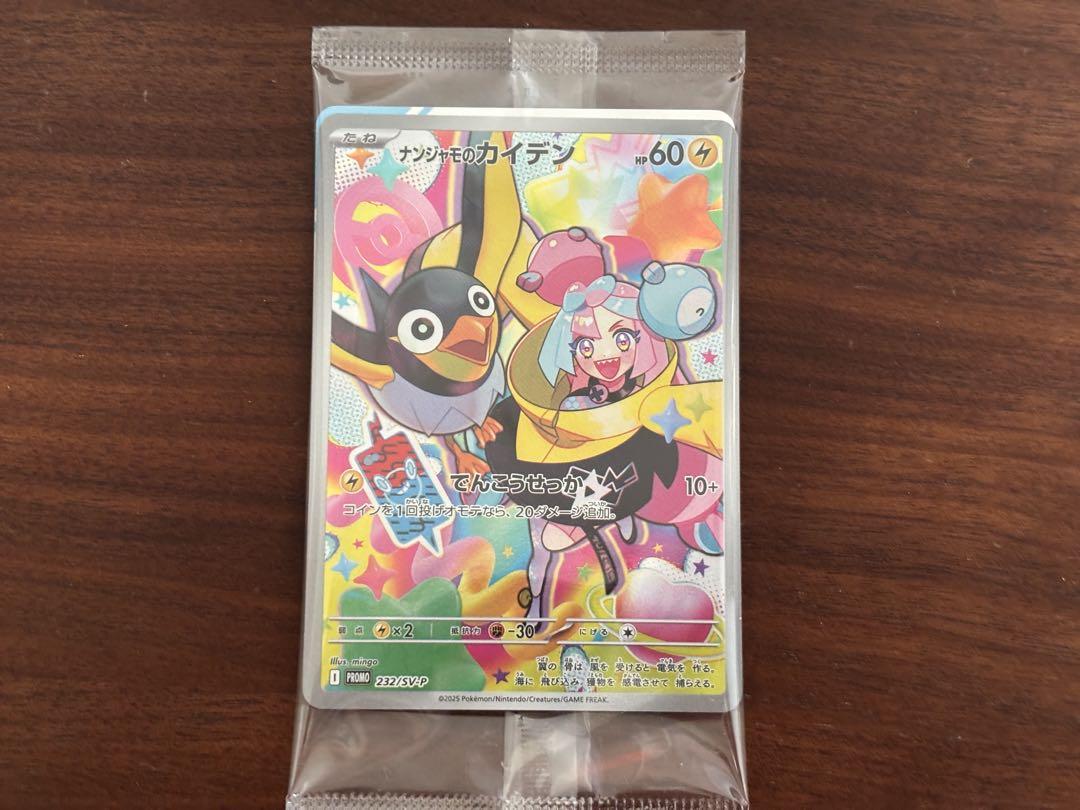 たね
ナンジャモのカイデン
HP60
でんこうせっか 10+
コインを1回投げオモテなら、20ダメージ追加。
弱点 ×2 抵抗力 -30 にげる
Illus. mingo
翼の骨は風を受けると電気を作る。
I PROMO 232/SV-P 海に飛び込み獲物を感電させて捕らえる。
©2025 Pokémon/Nintendo/Creatures/GAME FREAK.